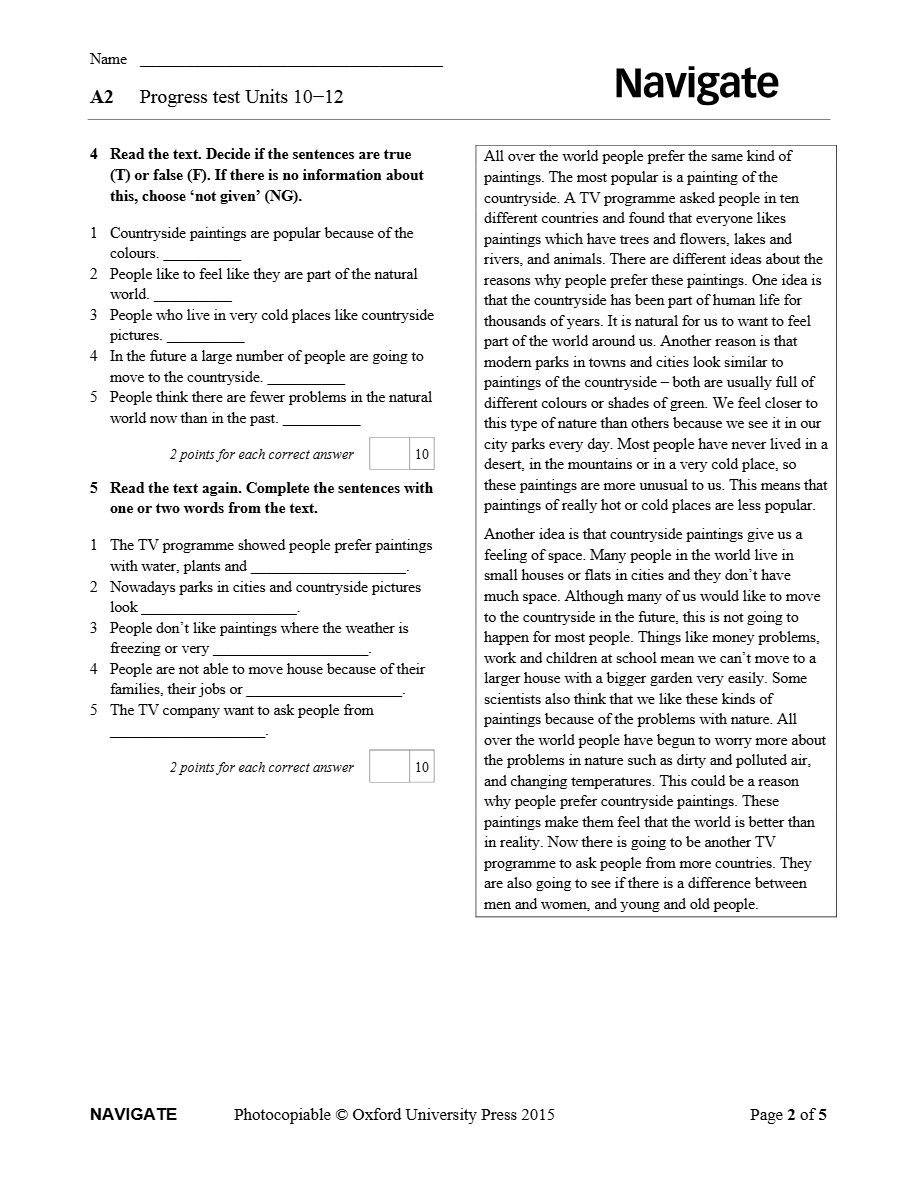 Name ______________________________________
Navigate
A2 Progress test Units 10–12
4 Read the text. Decide if the sentences are true
(T) or false (F). If there is no information about
this, choose ‘not given’ (NG).
1 Countryside paintings are popular because of the
colours. __________
2 People like to feel like they are part of the natural
world. __________
3 People who live in very cold places like countryside
pictures. __________
4 In the future a large number of people are going to
move to the countryside. __________
5 People think there are fewer problems in the natural
world now than in the past. __________
2 points for each correct answer 10
5 Read the text again. Complete the sentences with
one or two words from the text.
1 The TV programme showed people prefer paintings
with water, plants and ____________________.
2 Nowadays parks in cities and countryside pictures
look ____________________.
3 People don’t like paintings where the weather is
freezing or very ____________________.
4 People are not able to move house because of their
families, their jobs or ____________________.
5 The TV company want to ask people from
____________________.
2 points for each correct answer 10
All over the world people prefer the same kind of
paintings. The most popular is a painting of the
countryside. A TV programme asked people in ten
different countries and found that everyone likes
paintings which have trees and flowers, lakes and
rivers, and animals. There are different ideas about the
reasons why people prefer these paintings. One idea is
that the countryside has been part of human life for
thousands of years. It is natural for us to want to feel
part of the world around us. Another reason is that
modern parks in towns and cities look similar to
paintings of the countryside – both are usually full of
different colours or shades of green. We feel closer to
this type of nature than others because we see it in our
city parks every day. Most people have never lived in a
desert, in the mountains or in a very cold place, so
these paintings are more unusual to us. This means that
paintings of really hot or cold places are less popular.
Another idea is that countryside paintings give us a
feeling of space. Many people in the world live in
small houses or flats in cities and they don’t have
much space. Although many of us would like to move
to the countryside in the future, this is not going to
happen for most people. Things like money problems,
work and children at school mean we can’t move to a
larger house with a bigger garden very easily. Some
scientists also think that we like these kinds of
paintings because of the problems with nature. All
over the world people have begun to worry more about
the problems in nature such as dirty and polluted air,
and changing temperatures. This could be a reason
why people prefer countryside paintings. These
paintings make them feel that the world is better than
in reality. Now there is going to be another TV
programme to ask people from more countries. They
are also going to see if there is a difference between
men and women, and young and old people.
NAVIGATE Photocopiable © Oxford University Press 2015 Page 2 of 5